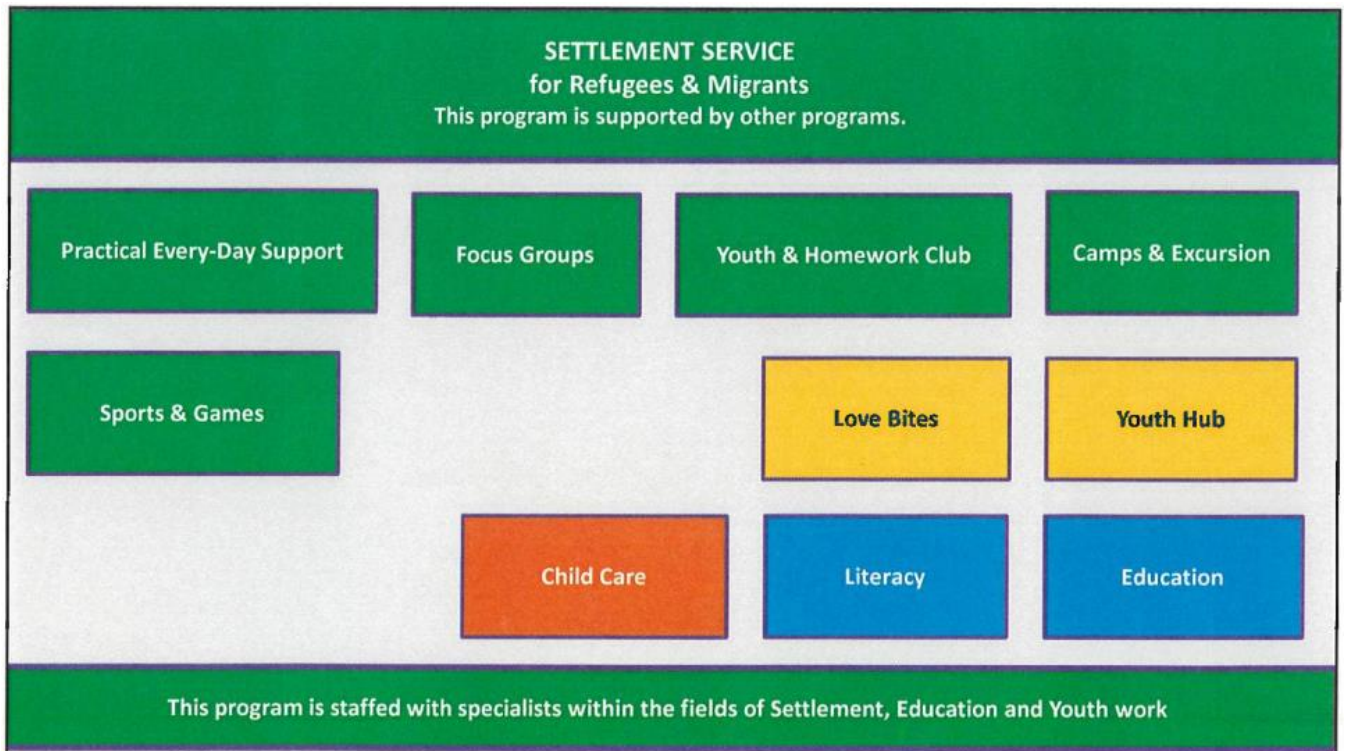 SETTLEMENT SERVICE
for Refugees & Migrants
This program is supported by other programs.
Practical Every-Day Support
Focus Groups
Youth & Homework Club
Camps & Excursion
Sports & Games
Love Bites
Youth Hub
Child Care
Literacy
Education
This program is staffed with specialists within the fields of Settlement, Education and Youth work